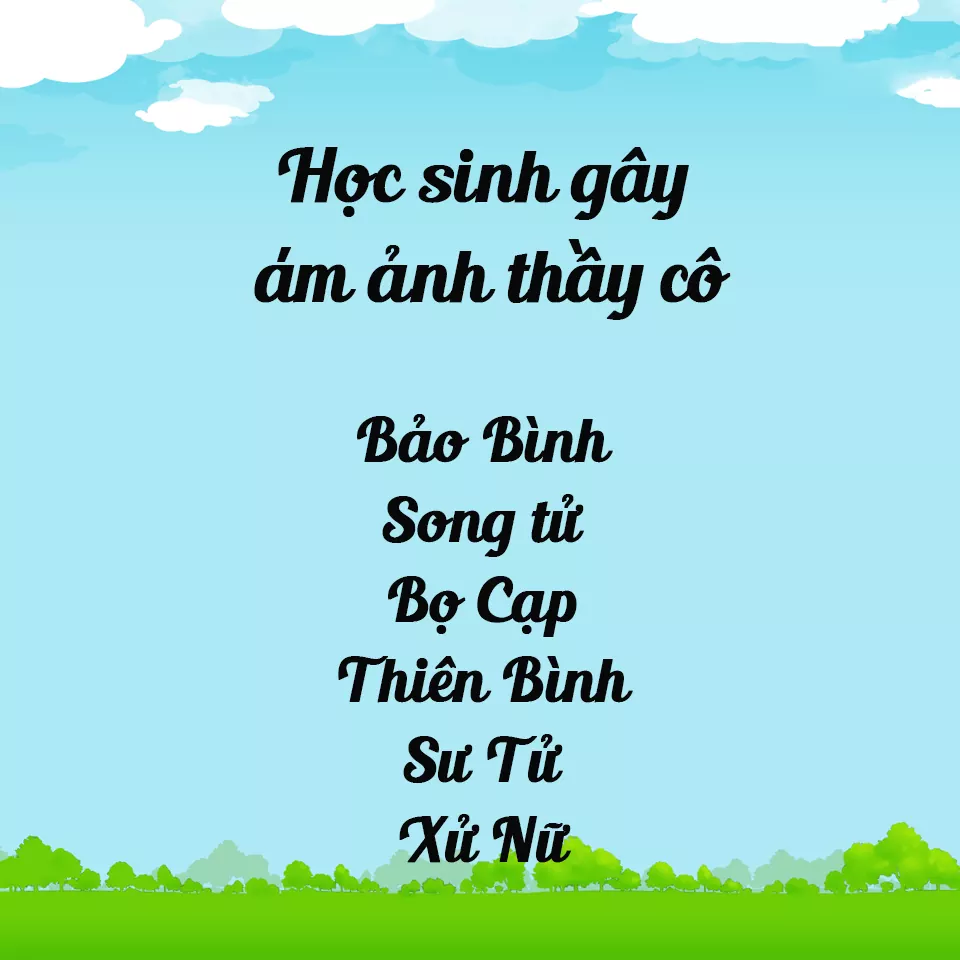 Học sinh gây
ám ảnh thầy cô
Bảo Bình
Song tử
Bọ Cạp
Thiên Bình
Sư Tử
Xử Nữ